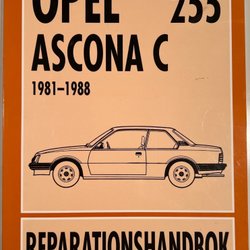 OPEL 255
ASCONA C
1981–1988
REPARATIONSHANDBOK